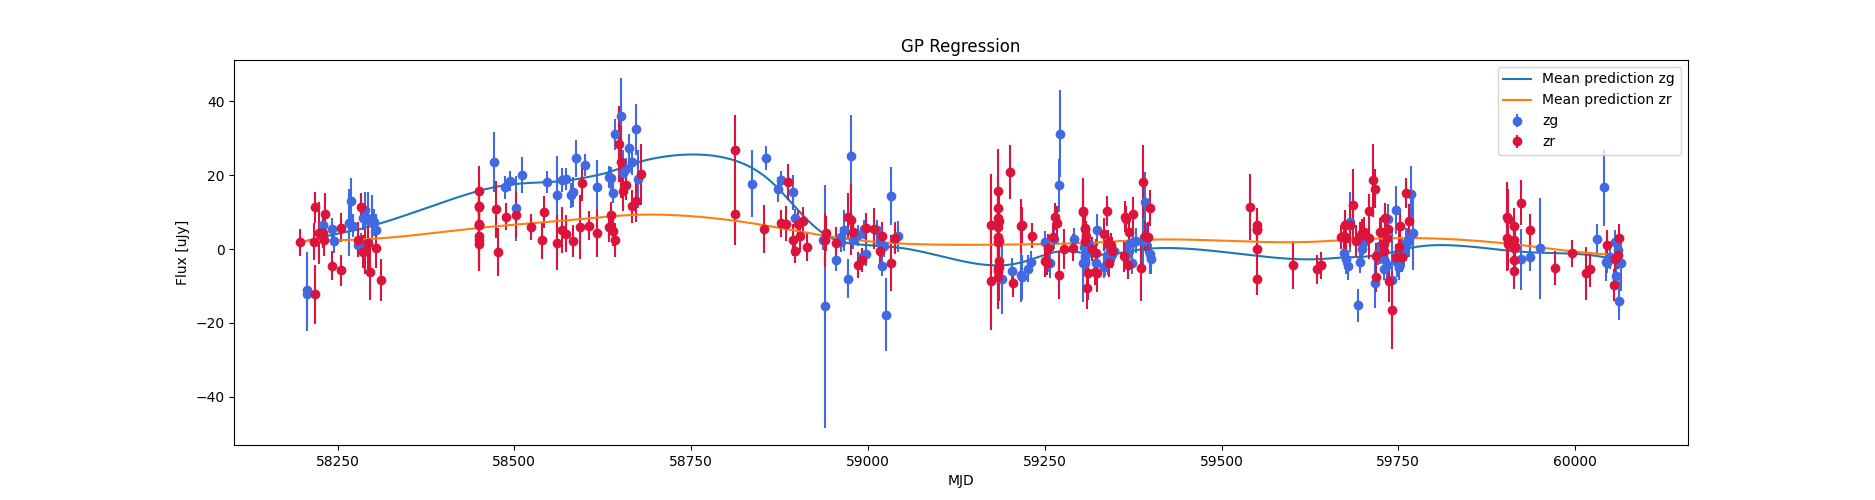 GP Regression
Flux [uJy]
40
20
0
−20
−40
58250
58500
58750
59000
59250
59500
59750
60000
MJD
Mean prediction zg
Mean prediction zr
zg
zr